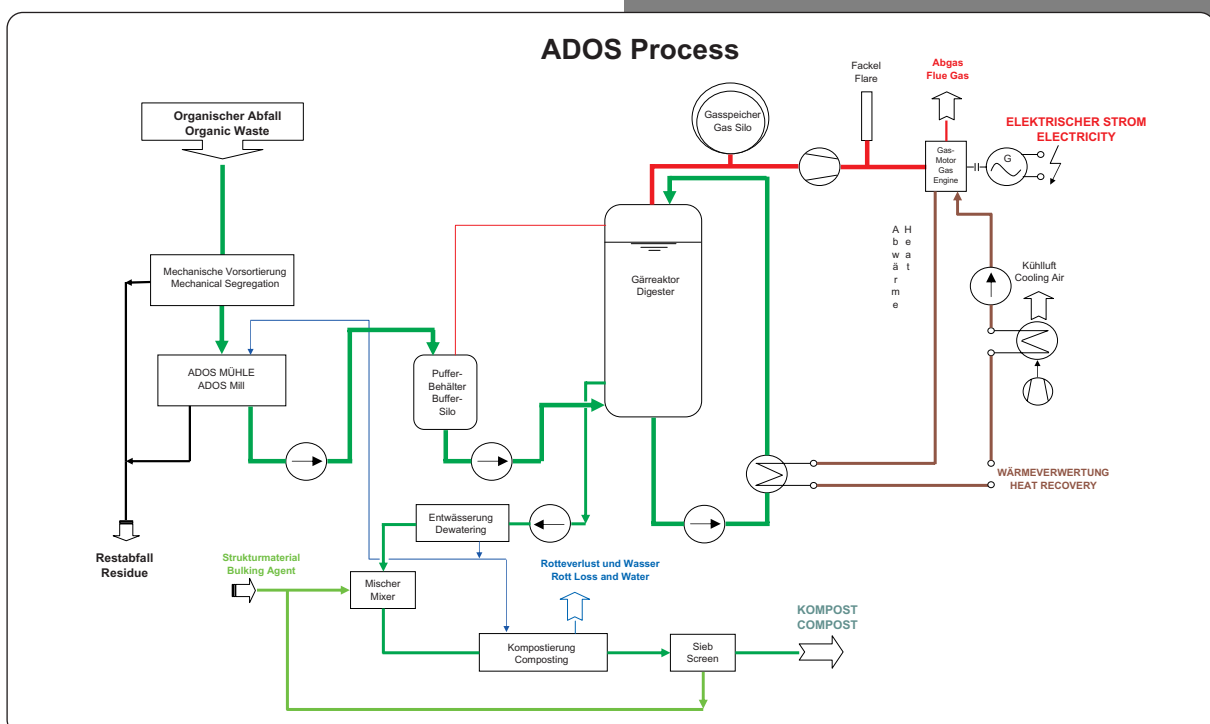 ADOS Process
Organischer Abfall
Organic Waste
Gasspeicher
Gas Silo
Fackel
Flare
Abgas
Flue Gas
ELEKTRISCHER STROM
ELECTRICITY
Gas-
Motor
Gas
Engine
G
Mechanische Vorsortierung
Mechanical Segregation
Gärreaktor
Digester
Abwärme
Heat
Kühlluft
Cooling Air
ADOS MÜHLE
ADOS Mill
Puffer-
Behälter
Buffer-
Silo
WÄRMEVERWERTUNG
HEAT RECOVERY
Entwässerung
Dewatering
Restabfall
Residue
Strukturmaterial
Bulking Agent
Mischer
Mixer
Rotteverlust und Wasser
Rott Loss and Water
KOMPOST
COMPOST
Kompostierung
Composting
Sieb
Screen